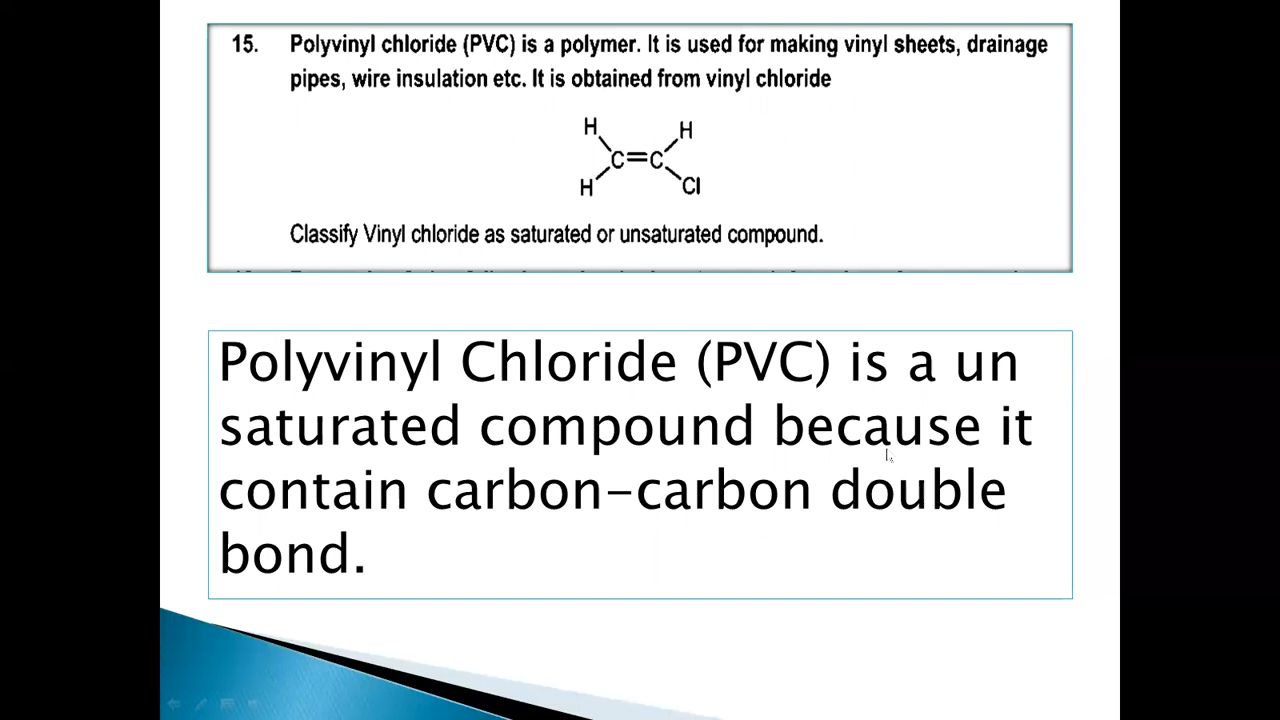 15. Polyvinyl chloride (PVC) is a polymer. It is used for making vinyl sheets, drainage
pipes, wire insulation etc. It is obtained from vinyl chloride
H H
C=C
H Cl
Classify Vinyl chloride as saturated or unsaturated compound.
Polyvinyl Chloride (PVC) is a un
saturated compound because it
contain carbon-carbon double
bond.